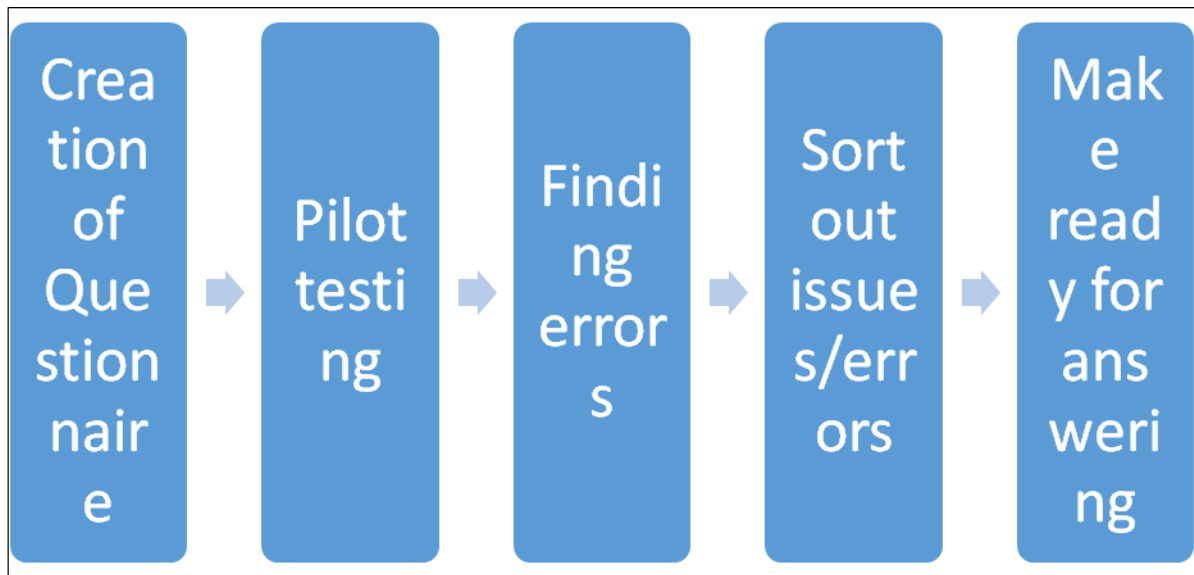 Crea
tion
of
Que
stion
nair
e
Pilot
testi
ng
Findi
ng
error
s
Sort
out
issue
s/err
ors
Mak
e
read
y for
ans
weri
ng